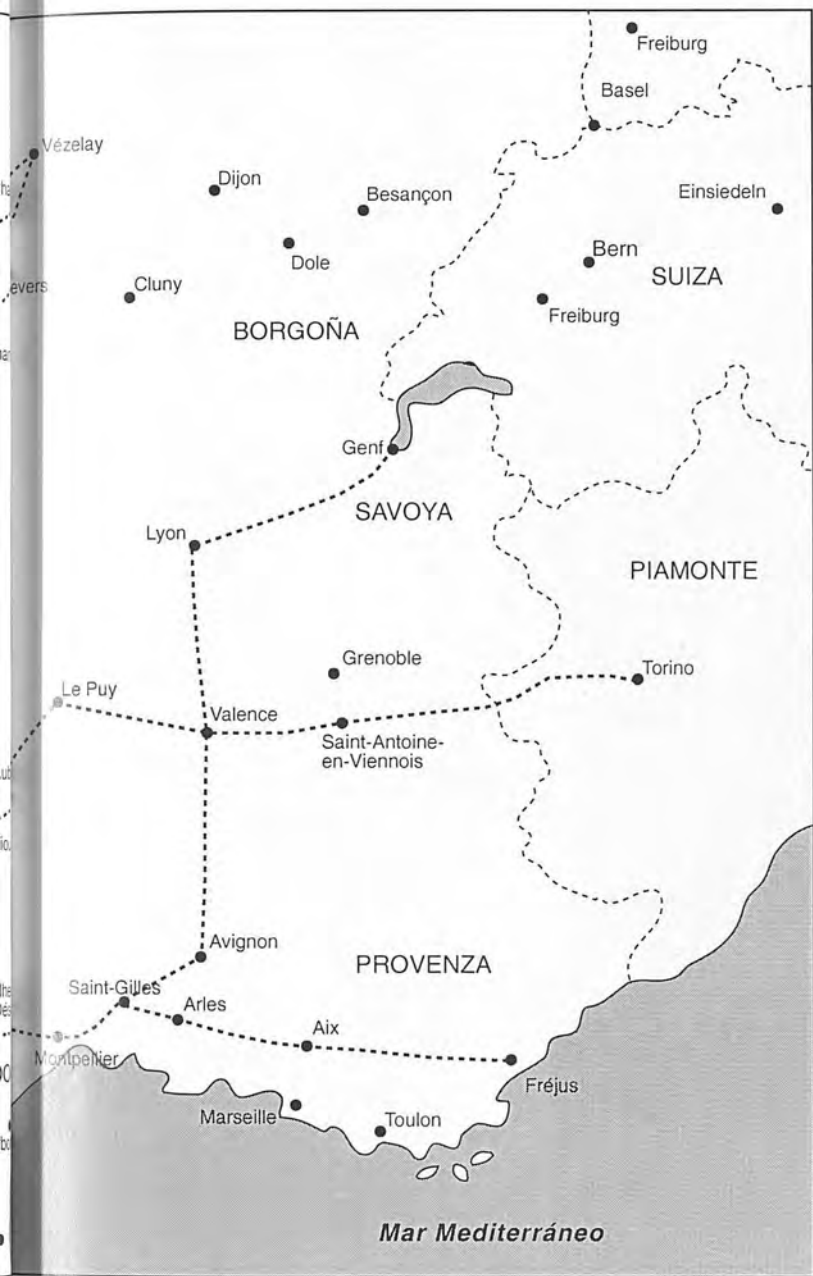 Freiburg
Basel
Vézelay
Dijon
Besançon
Einsiedeln
Dole
Bern
SUIZA
Cluny
Freiburg
BORGOÑA
Genf
SAVOYA
Lyon
PIAMONTE
Grenoble
Torino
Le Puy
Valence
Saint-Antoine-
en-Viennois
Avignon
PROVENZA
Saint-Gilles
Arles
Aix
Montpellier
Fréjus
Marseille
Toulon
Mar Mediterráneo